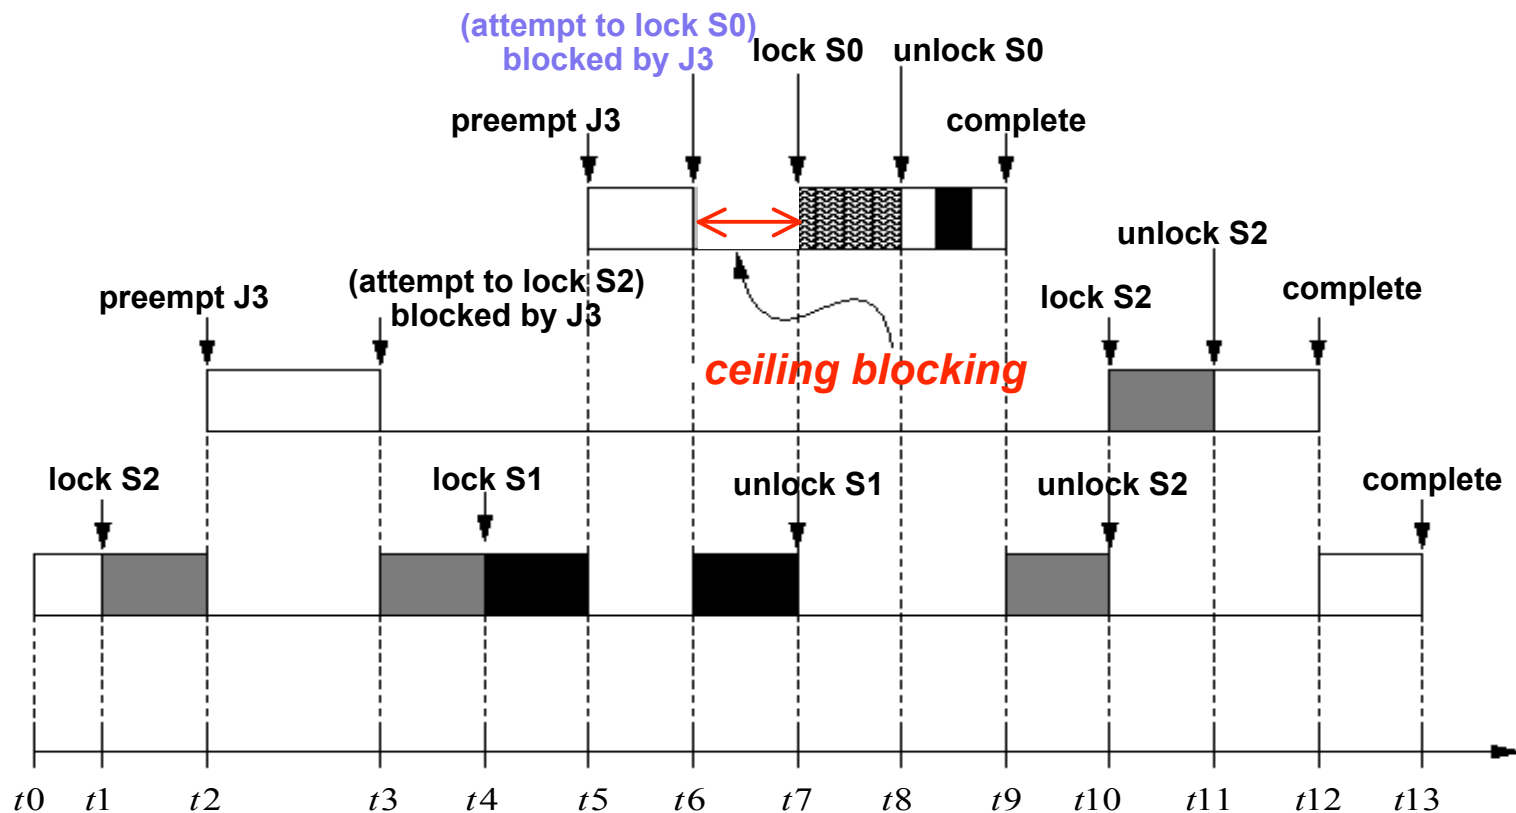 (attempt to lock S0)
blocked by J3
lock S0
unlock S0
preempt J3
complete
unlock S2
preempt J3
(attempt to lock S2)
blocked by J3
lock S2
complete
ceiling blocking
lock S2
lock S1
unlock S1
unlock S2
complete
t0 t1 t2 t3 t4 t5 t6 t7 t8 t9 t10 t11 t12 t13